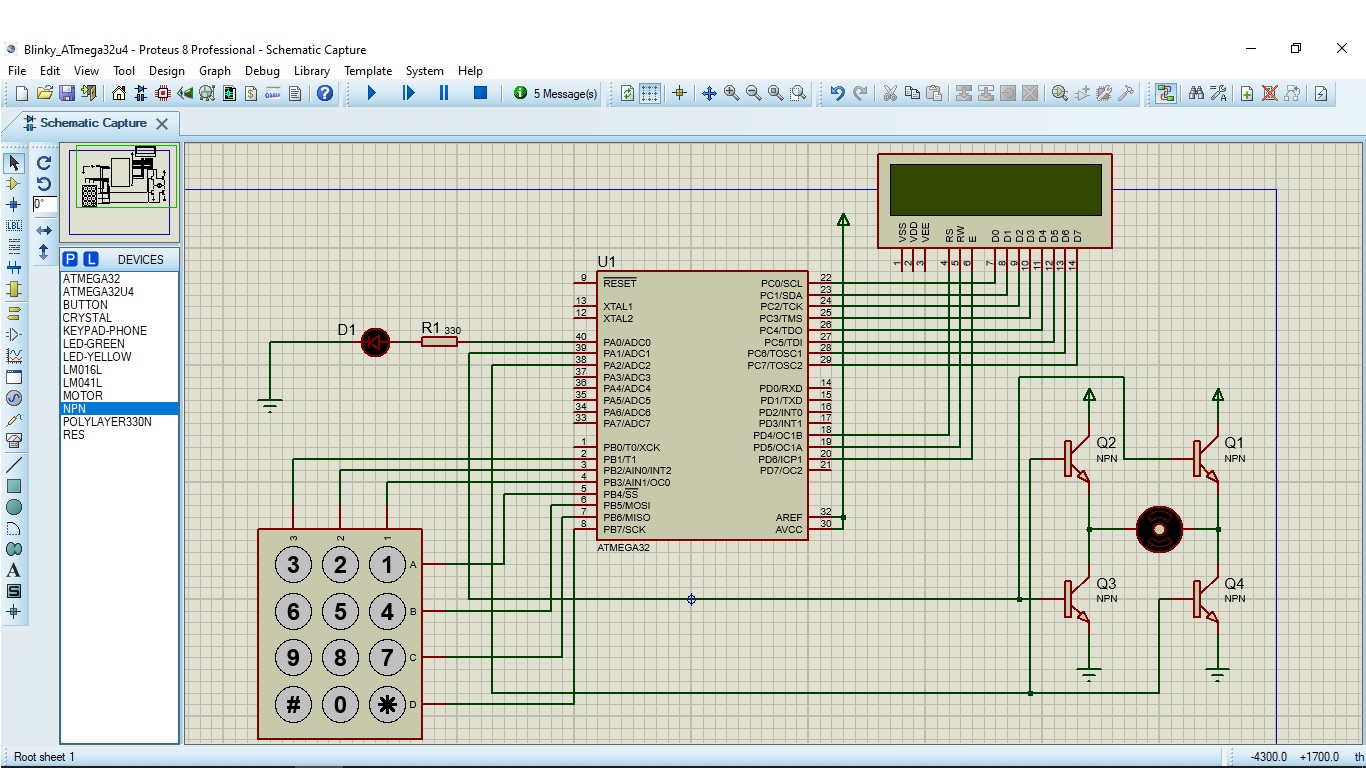 Blinky_ATmega32u4 - Proteus 8 Professional - Schematic Capture
File Edit View Tool Design Graph Debug Library Template System Help
5 Message(s)
Schematic Capture
0°
LBL
A
S
P L DEVICES
ATMEGA32
ATMEGA32U4
BUTTON
CRYSTAL
KEYPAD-PHONE
LED-GREEN
LED-YELLOW
LM016L
LM041L
MOTOR
NPN
POLYLAYER330N
RES
VSS VDD VEE RS RW E D0 D1 D2 D3 D4 D5 D6 D7
1 2 3 4 5 6 7 8 9 10 11 12 13 14
U1
9 RESET
13 XTAL1
12 XTAL2
40 PA0/ADC0
39 PA1/ADC1
38 PA2/ADC2
37 PA3/ADC3
36 PA4/ADC4
35 PA5/ADC5
34 PA6/ADC6
33 PA7/ADC7
1 PB0/T0/XCK
2 PB1/T1
3 PB2/AIN0/INT2
4 PB3/AIN1/OC0
5 PB4/SS
6 PB5/MOSI
7 PB6/MISO
8 PB7/SCK
PC0/SCL 22
PC1/SDA 23
PC2/TCK 24
PC3/TMS 25
PC4/TDO 26
PC5/TDI 27
PC6/TOSC1 28
PC7/TOSC2 29
PD0/RXD 14
PD1/TXD 15
PD2/INT0 16
PD3/INT1 17
PD4/OC1B 18
PD5/OC1A 19
PD6/ICP1 20
PD7/OC2 21
AREF 32
AVCC 30
ATMEGA32
D1
R1 330
Q2
NPN
Q1
NPN
Q3
NPN
Q4
NPN
3 2 1
3 2 1 A
6 5 4 B
9 8 7 C
# 0 * D
Root sheet 1
-4300.0 +1700.0 th